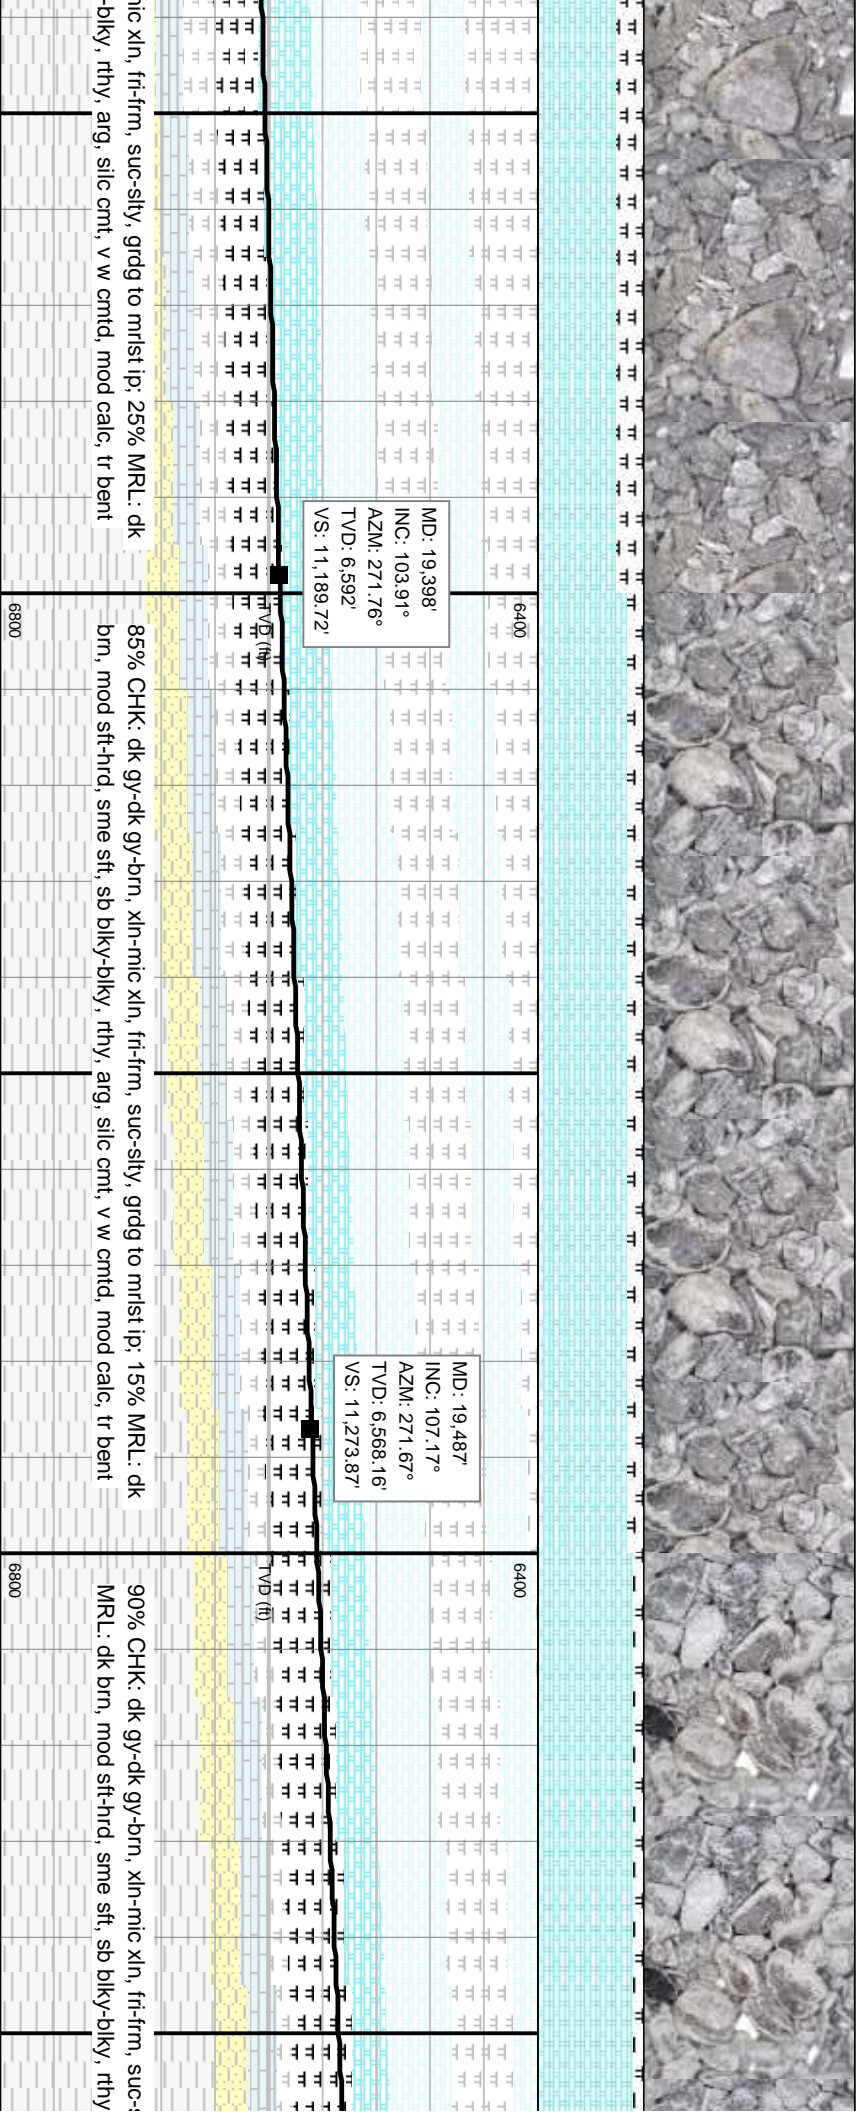 mic xln, fri-frm, suc-slty, grdg to mrlst ip; 25% MRL: dk
-blky, rthy, arg, silc cmt, v w cmtd, mod calc, tr bent
MD: 19,398'
INC: 103.91°
AZM: 271.76°
TVD: 6,592'
VS: 11,189.72'
6400
TVD (ft)
6800
85% CHK: dk gy-dk gy-brn, xln-mic xln, fri-frm, suc-slty, grdg to mrlst ip; 15% MRL: dk
brn, mod sft-hrd, sme sft, sb blky-blky, rthy, arg, silc cmt, v w cmtd, mod calc, tr bent
MD: 19,487'
INC: 107.17°
AZM: 271.67°
TVD: 6,568.16'
VS: 11,273.87'
6400
TVD (ft)
6800
90% CHK: dk gy-dk gy-brn, xln-mic xln, fri-frm, suc-s
MRL: dk brn, mod sft-hrd, sme sft, sb blky-blky, rthy